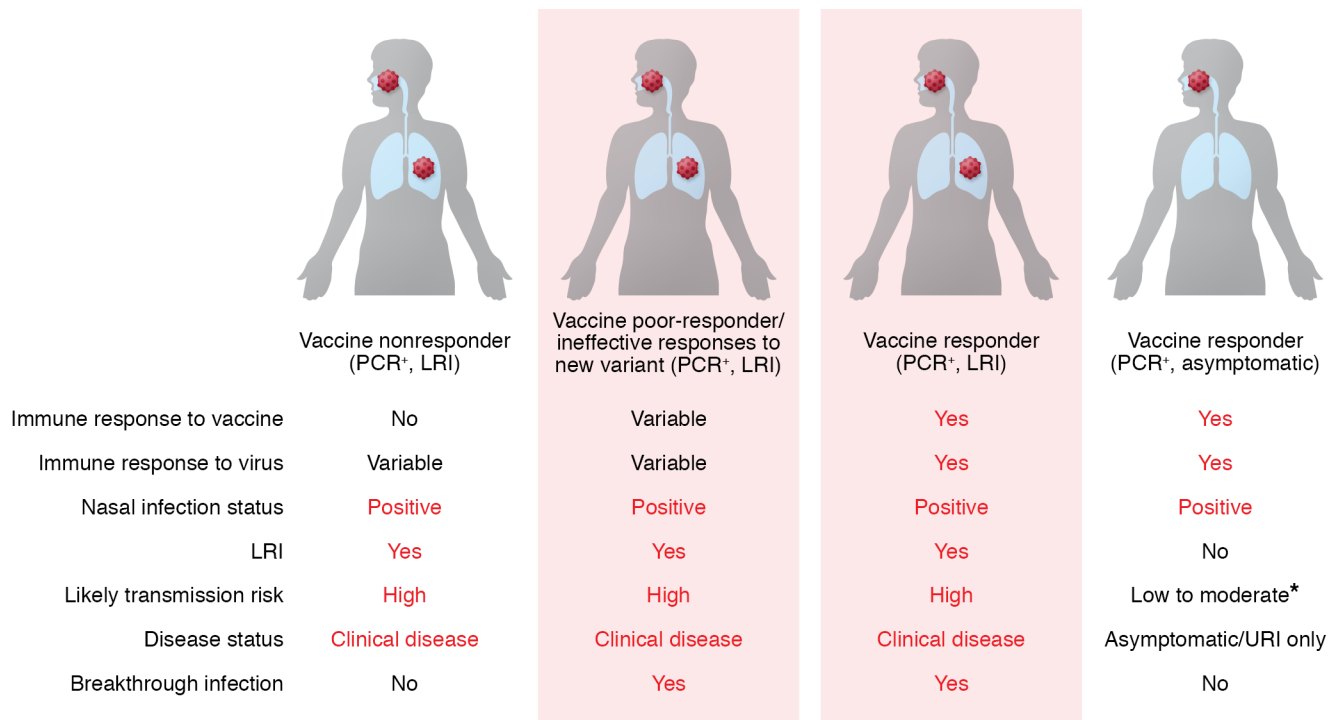 Vaccine nonresponder
(PCR⁺, LRI)
Vaccine poor-responder/
ineffective responses to
new variant (PCR⁺, LRI)
Vaccine responder
(PCR⁺, LRI)
Vaccine responder
(PCR⁺, asymptomatic)
Immune response to vaccine No Variable Yes Yes
Immune response to virus Variable Variable Yes Yes
Nasal infection status Positive Positive Positive Positive
LRI Yes Yes Yes No
Likely transmission risk High High High Low to moderate*
Disease status Clinical disease Clinical disease Clinical disease Asymptomatic/URI only
Breakthrough infection No Yes Yes No